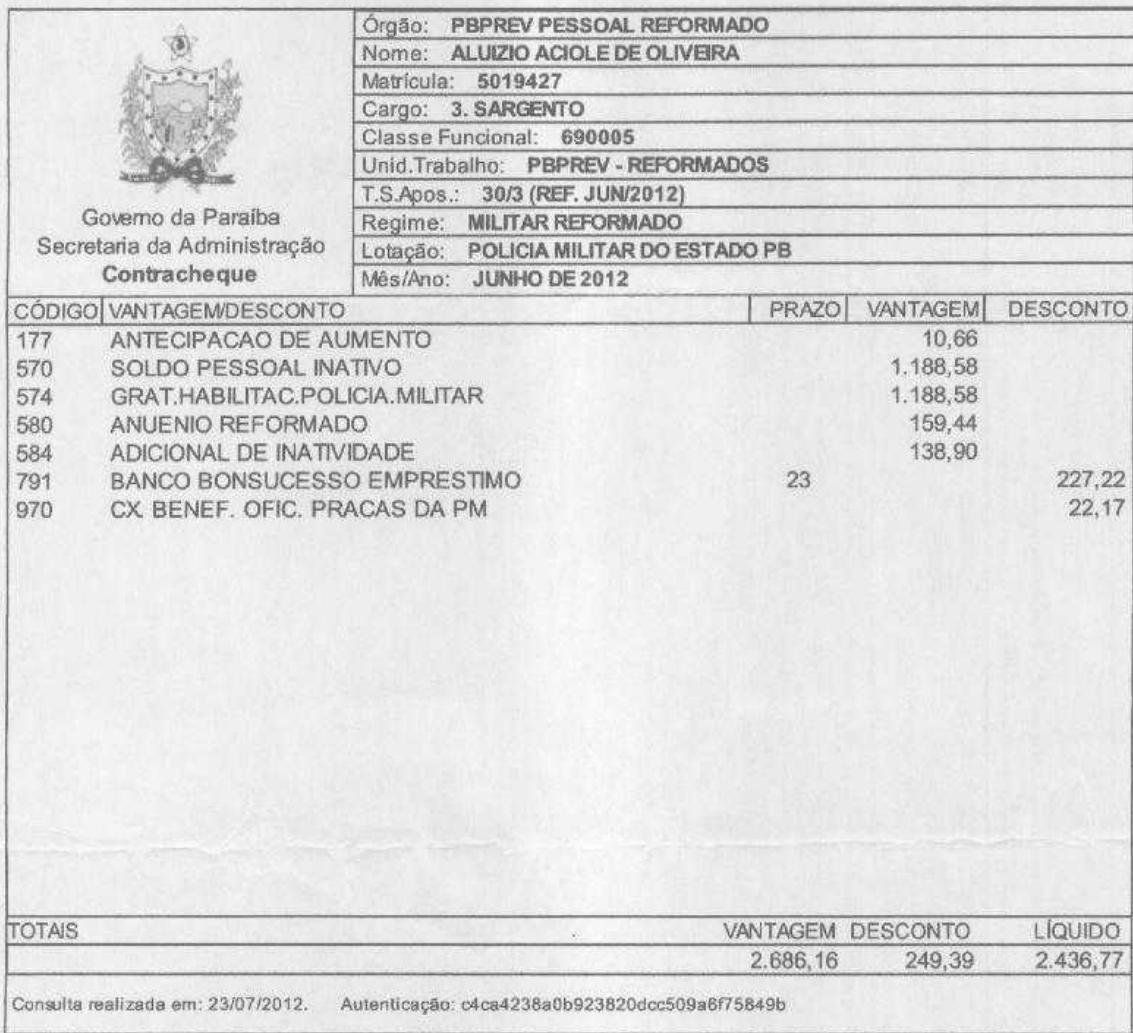 Órgão: PBPREV PESSOAL REFORMADO
Nome: ALUIZIO ACIOLE DE OLIVEIRA
Matrícula: 5019427
Cargo: 3. SARGENTO
Classe Funcional: 690005
Unid.Trabalho: PBPREV - REFORMADOS
T.S.Apos.: 30/3 (REF. JUN/2012)
Regime: MILITAR REFORMADO
Lotação: POLICIA MILITAR DO ESTADO PB
Mês/Ano: JUNHO DE 2012
Governo da Paraíba
Secretaria da Administração
Contracheque
CÓDIGO VANTAGEM/DESCONTO PRAZO VANTAGEM DESCONTO
177 ANTECIPACAO DE AUMENTO 10,66
570 SOLDO PESSOAL INATIVO 1.188,58
574 GRAT.HABILITAC.POLICIA.MILITAR 1.188,58
580 ANUENIO REFORMADO 159,44
584 ADICIONAL DE INATIVIDADE 138,90
791 BANCO BONSUCESSO EMPRESTIMO 23 227,22
970 CX. BENEF. OFIC. PRACAS DA PM 22,17
TOTAIS VANTAGEM DESCONTO LÍQUIDO
2.686,16 249,39 2.436,77
Consulta realizada em: 23/07/2012. Autenticação: c4ca4238a0b923820dcc509a6f75849b